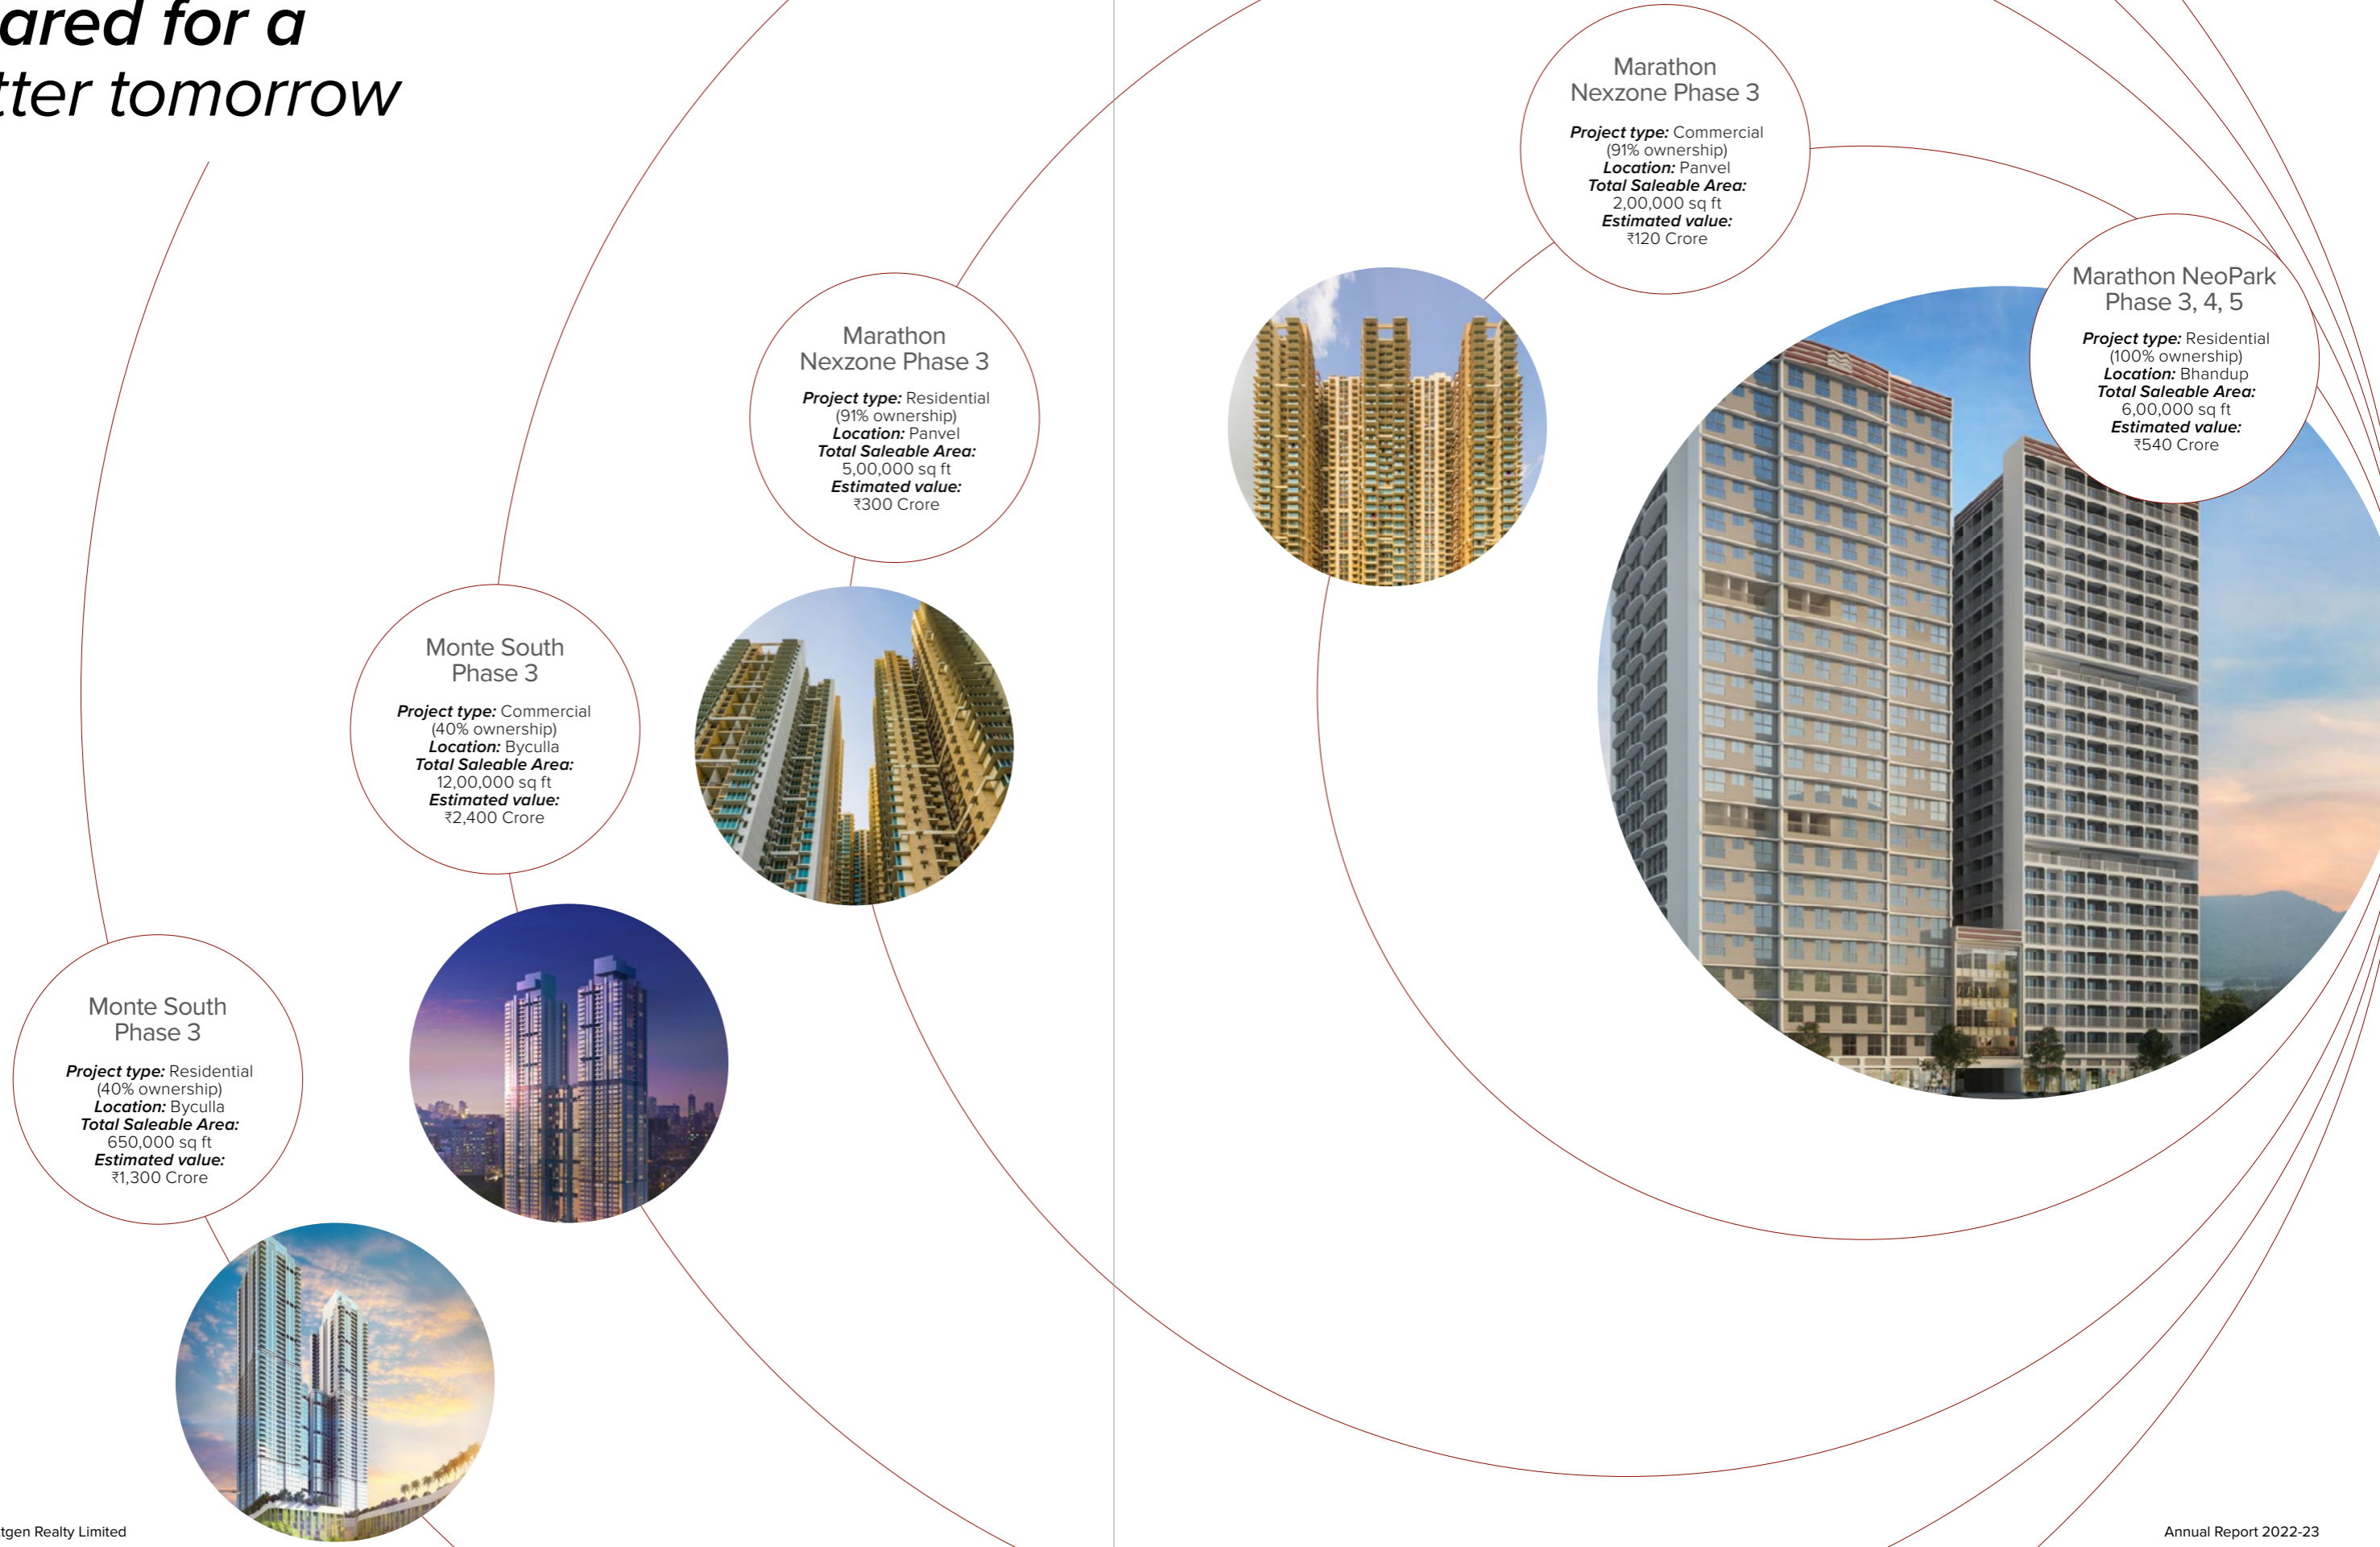 ared for a
tter tomorrow
Monte South
Phase 3
Project type: Residential
(40% ownership)
Location: Byculla
Total Saleable Area:
650,000 sq ft
Estimated value:
₹1,300 Crore
Monte South
Phase 3
Project type: Commercial
(40% ownership)
Location: Byculla
Total Saleable Area:
12,00,000 sq ft
Estimated value:
₹2,400 Crore
Marathon
Nexzone Phase 3
Project type: Residential
(91% ownership)
Location: Panvel
Total Saleable Area:
5,00,000 sq ft
Estimated value:
₹300 Crore
Marathon
Nexzone Phase 3
Project type: Commercial
(91% ownership)
Location: Panvel
Total Saleable Area:
2,00,000 sq ft
Estimated value:
₹120 Crore
Marathon NeoPark
Phase 3, 4, 5
Project type: Residential
(100% ownership)
Location: Bhandup
Total Saleable Area:
6,00,000 sq ft
Estimated value:
₹540 Crore
tgen Realty Limited
Annual Report 2022-23